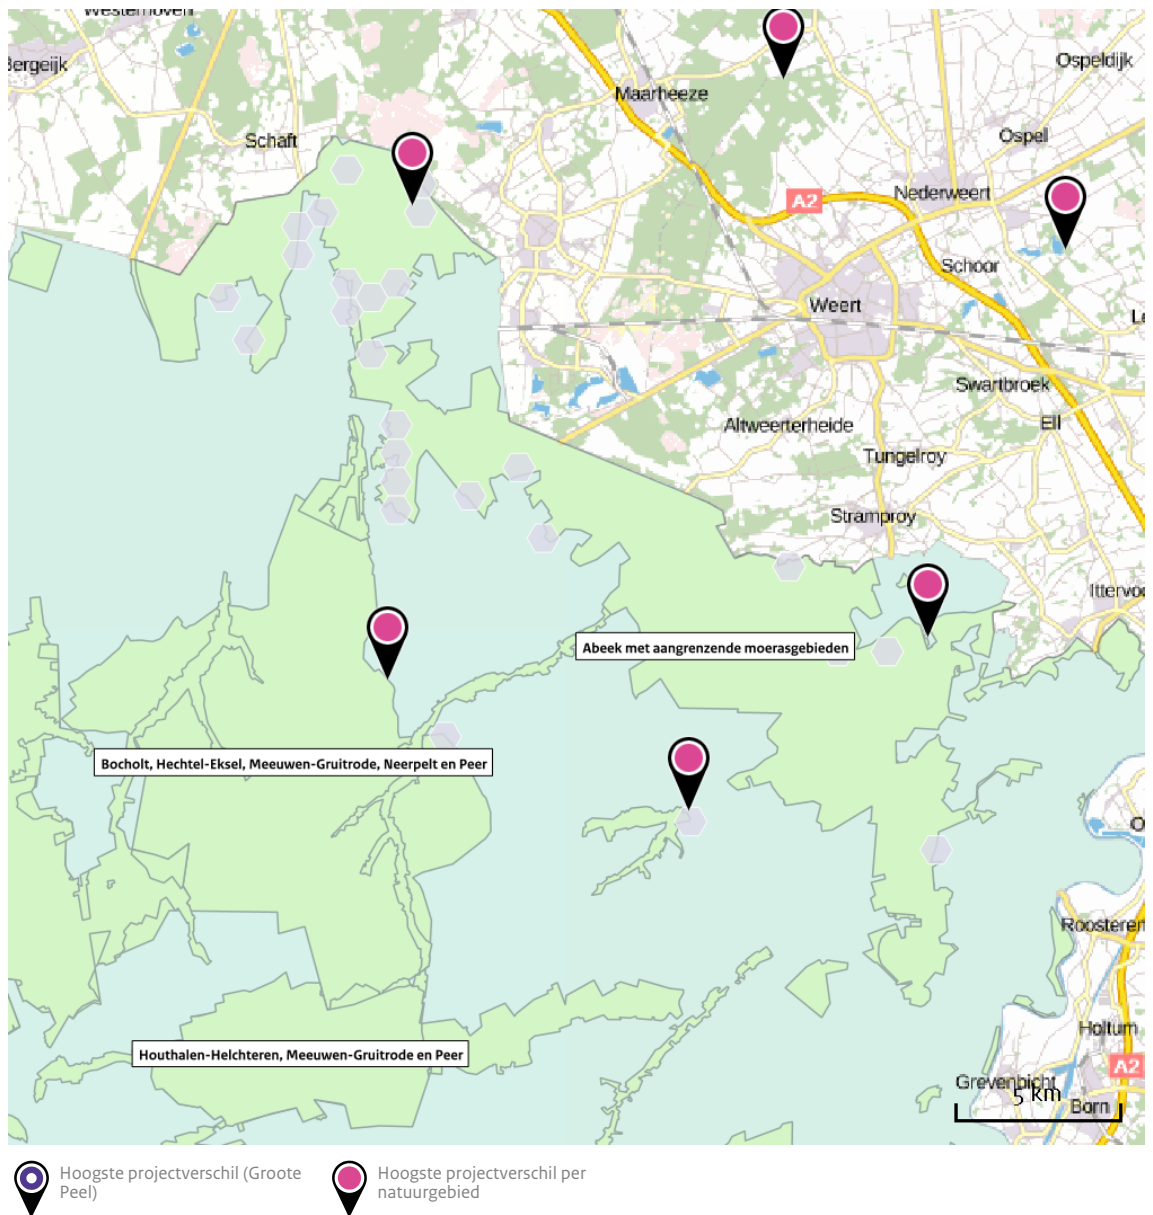 Bergeijk
Ospeldijk
Maarheeze
Ospel
Schaft
Nederweert
A2
Schoor
Weert
Swartbroek
Ell
Altweerterheide
Tungelroy
Stramproy
Abeek met aangrenzende moerasgebieden
Bocholt, Hechtel-Eksel, Meeuwen-Gruitrode, Neerpelt en Peer
Roosteren
Holtum
Houthalen-Helchteren, Meeuwen-Gruitrode en Peer
A2
Grevenbicht
5 km
Born
Hoogste projectverschil (Groote
Peel)
Hoogste projectverschil per
natuurgebied